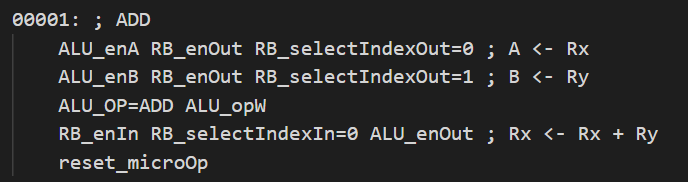 00001: ; ADD
ALU_enA RB_enOut RB_selectIndexOut=0 ; A <- Rx
ALU_enB RB_enOut RB_selectIndexOut=1 ; B <- Ry
ALU_OP=ADD ALU_opW
RB_enIn RB_selectIndexIn=0 ALU_enOut ; Rx <- Rx + Ry
reset_microOp